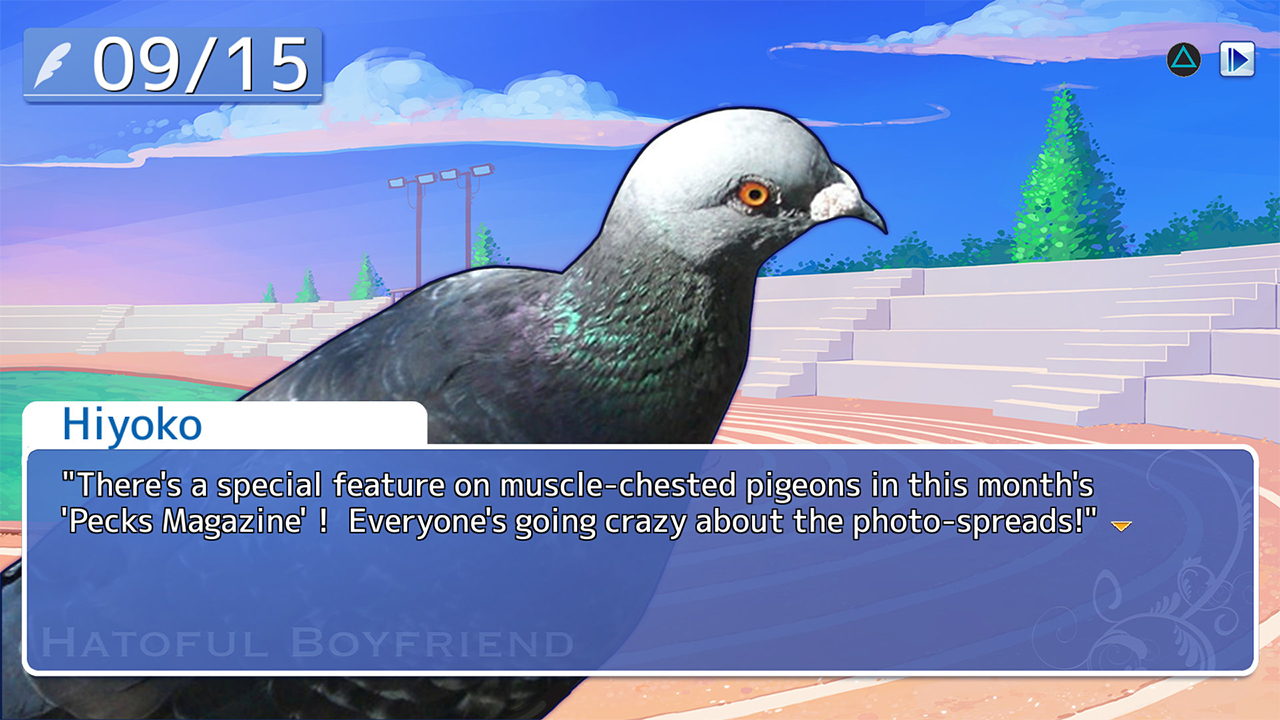 09/15
Hiyoko
"There's a special feature on muscle-chested pigeons in this month's
'Pecks Magazine' !  Everyone's going crazy about the photo-spreads!"
HATOFUL BOYFRIEND